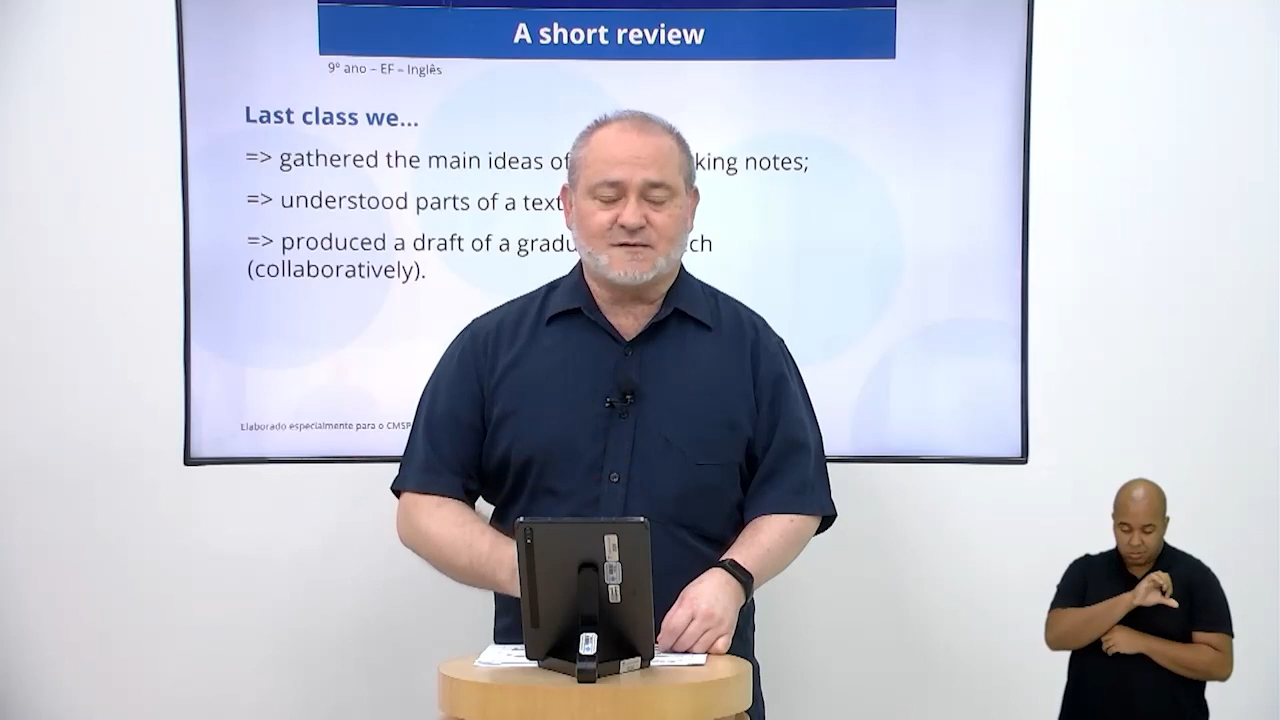 A short review
9º ano – EF – Inglês
Last class we...
=> gathered the main ideas of king notes;
=> understood parts of a text
=> produced a draft of a gradu ch
(collaboratively).
Elaborado especialmente para o CMSP